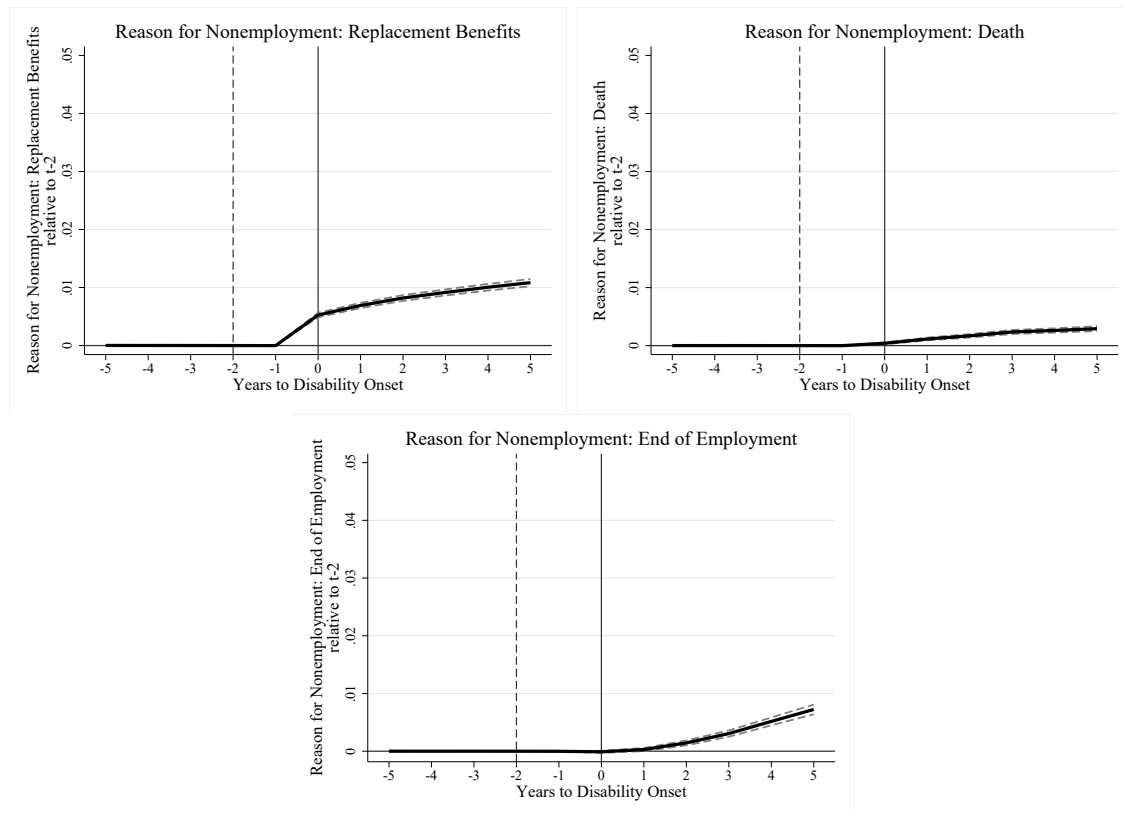 Reason for Nonemployment: Replacement Benefits
Reason for Nonemployment: Replacement Benefits
relative to t-2
.05
.04
.03
.02
.01
0
-5 -4 -3 -2 -1 0 1 2 3 4 5
Years to Disability Onset
Reason for Nonemployment: Death
Reason for Nonemployment: Death
relative to t-2
.05
.04
.03
.02
.01
0
-5 -4 -3 -2 -1 0 1 2 3 4 5
Years to Disability Onset
Reason for Nonemployment: End of Employment
Reason for Nonemployment: End of Employment
relative to t-2
.05
.04
.03
.02
.01
0
-5 -4 -3 -2 -1 0 1 2 3 4 5
Years to Disability Onset